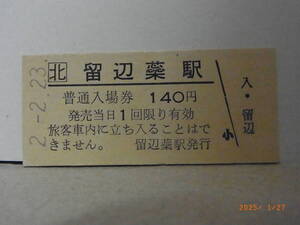 2.-2.23
北 留辺蘂駅
普通入場券 140円
発売当日1回限り有効
旅客車内に立ち入ることはで
きません。 留辺蘂駅発行
入・留辺
小
2025/ 1/27